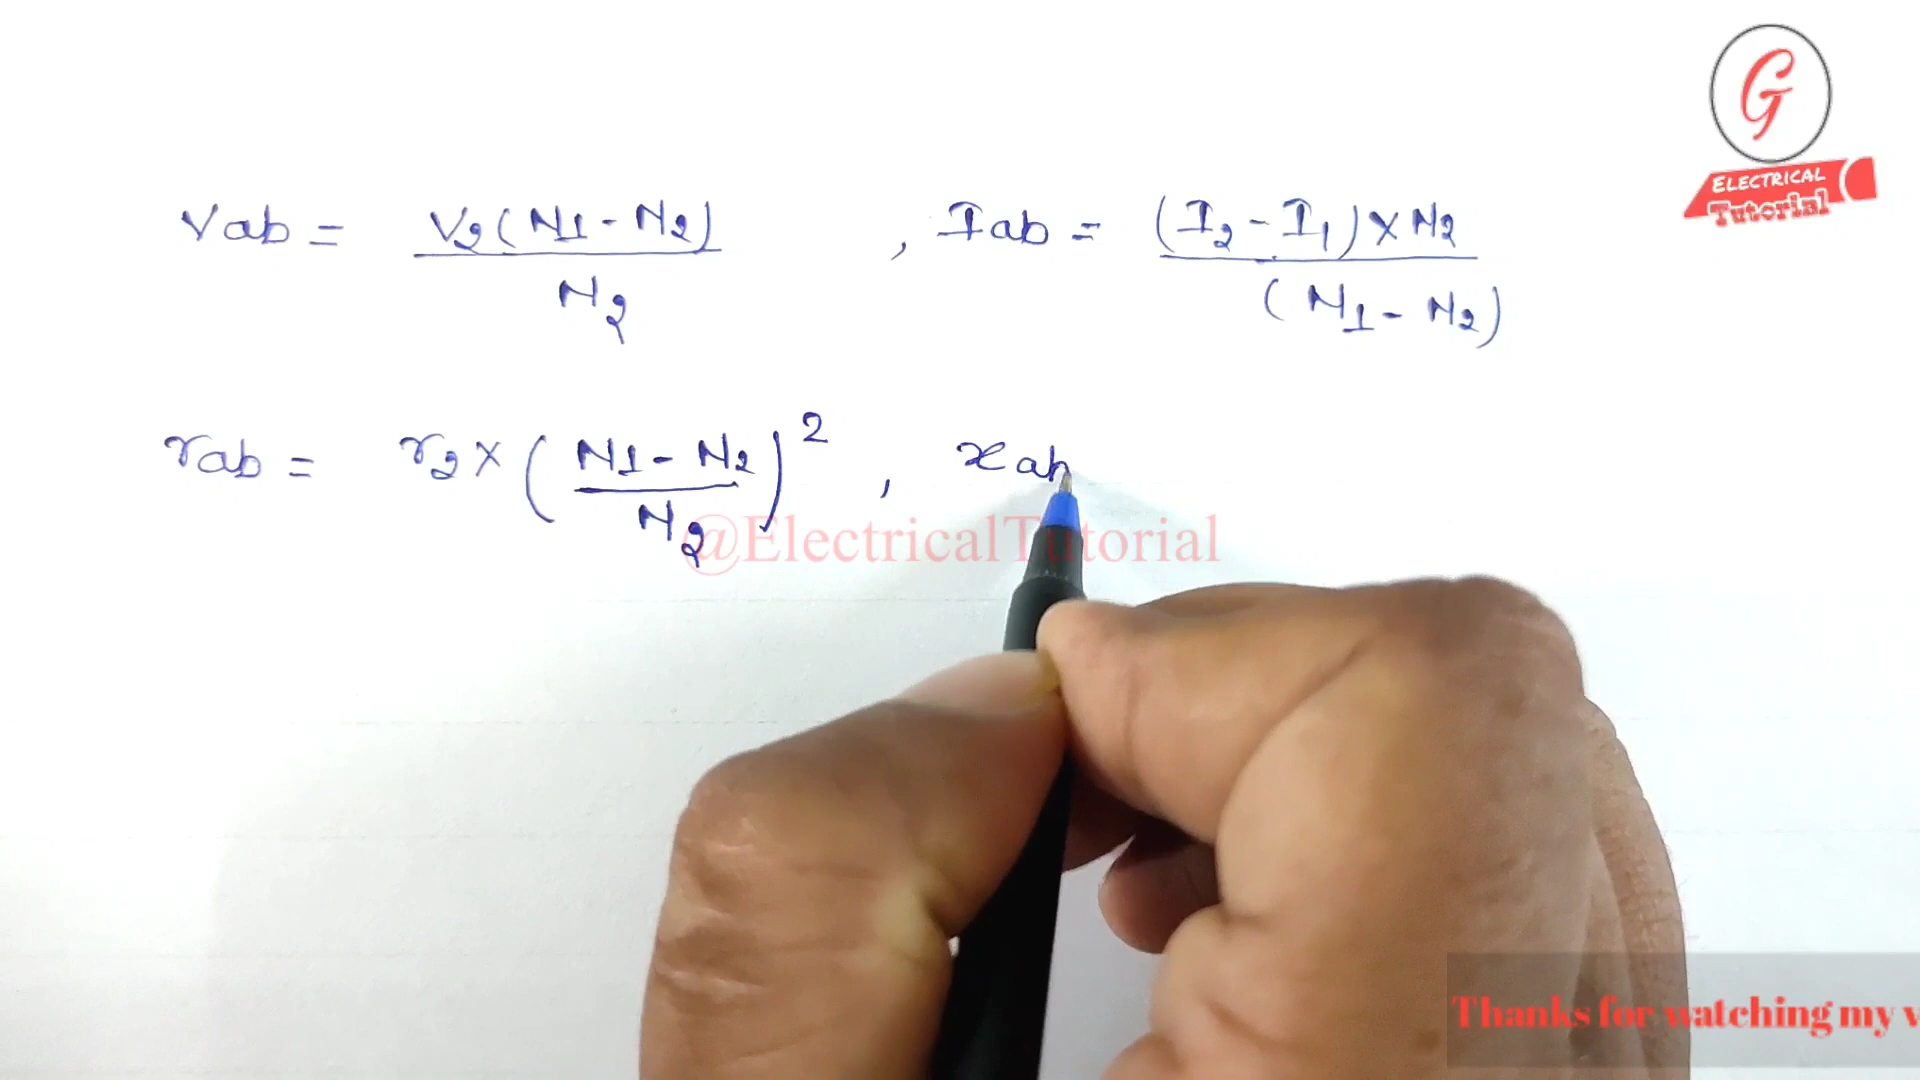 G
ELECTRICAL
Tutorial
Vab = V2(N1-N2) / N2 , Iab = (I2-I1)×N2 / (N1-N2)
rab = r2×(N1-N2 / N2)², xab
@ElectricalTutorial
Thanks for watching my v